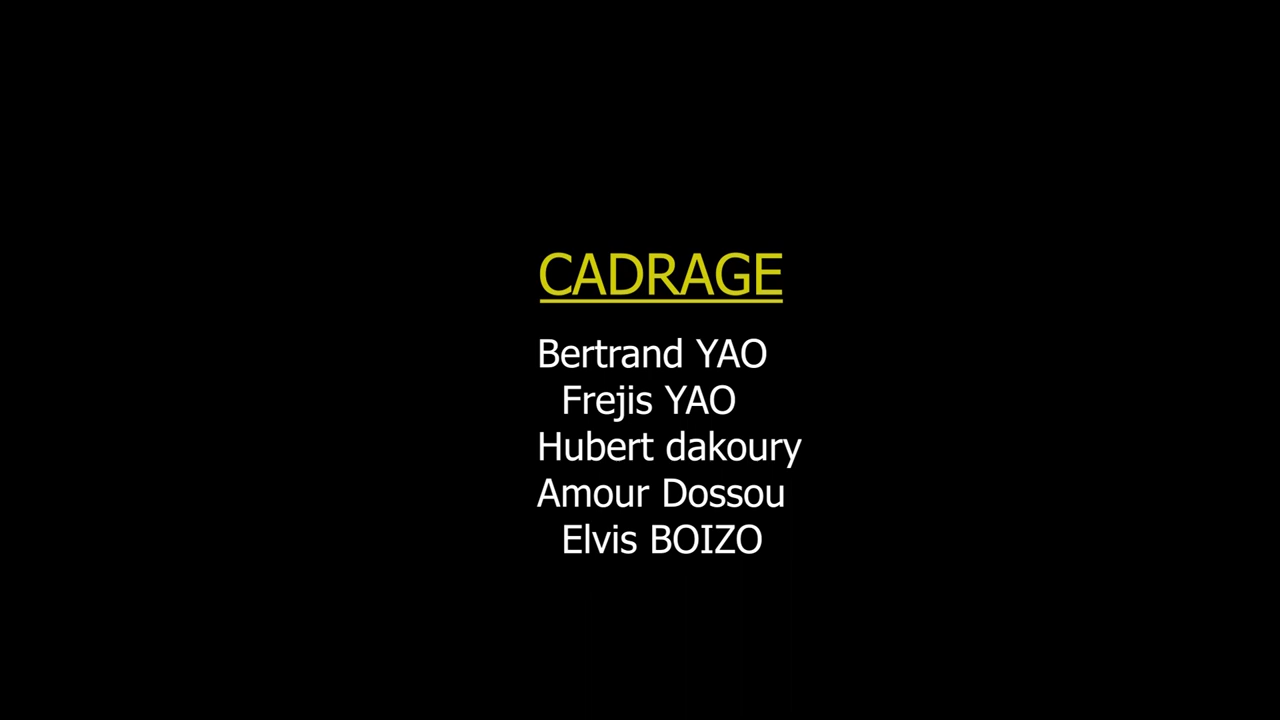 CADRAGE
Bertrand YAO
Frejis YAO
Hubert dakoury
Amour Dossou
Elvis BOIZO